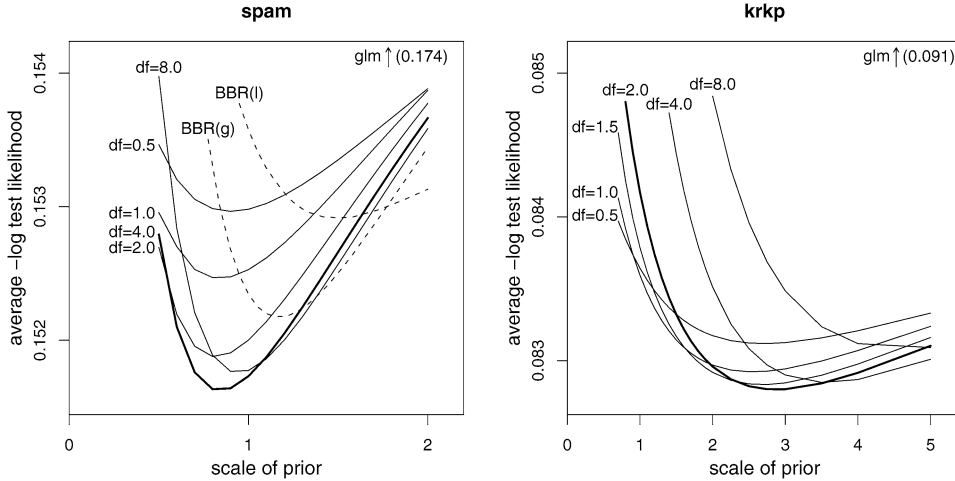 spam
glm ↑ (0.174)
df=8.0
BBR(l)
BBR(g)
df=0.5
df=1.0
df=4.0
df=2.0
0.154
0.153
0.152
average −log test likelihood
0
1
2
scale of prior
krkp
glm ↑ (0.091)
df=2.0
df=8.0
df=4.0
df=1.5
df=1.0
df=0.5
0.085
0.084
0.083
average −log test likelihood
0
1
2
3
4
5
scale of prior